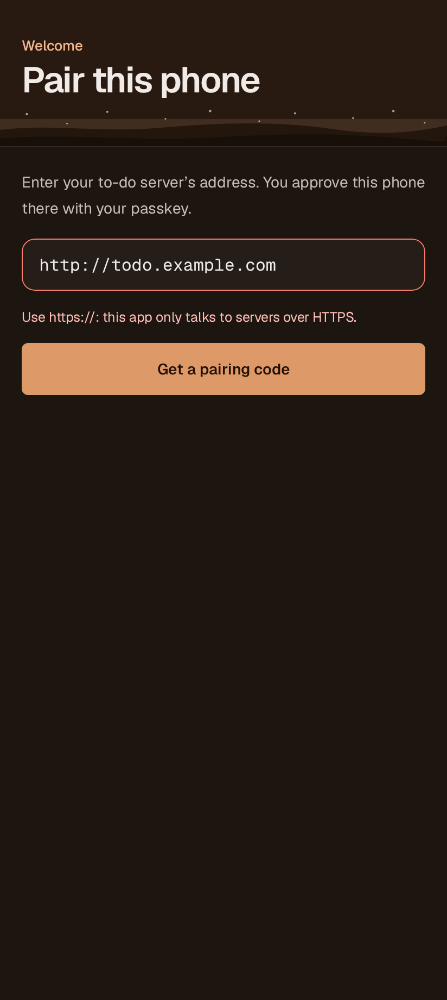 Welcome
Pair this phone
Enter your to-do server’s address. You approve this phone
there with your passkey.
http://todo.example.com
Use https://: this app only talks to servers over HTTPS.
Get a pairing code